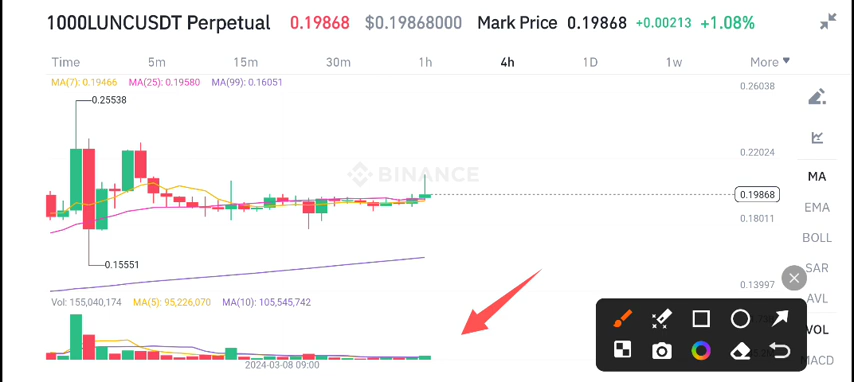 1000LUNCUSDT Perpetual 0.19868 $0.19868000 Mark Price 0.19868 +0.00213 +1.08%
Time 5m 15m 30m 1h 4h 1D 1w More
MA(7): 0.19466 MA(25): 0.19580 MA(99): 0.16051
0.26038
0.25538
0.22024
BINANCE
MA
0.19868
EMA
0.18011
BOLL
0.15551
SAR
0.13997
AVL
Vol: 155,040,174 MA(5): 95,226,070 MA(10): 105,545,742
VOL
MACD
2024-03-08 09:00